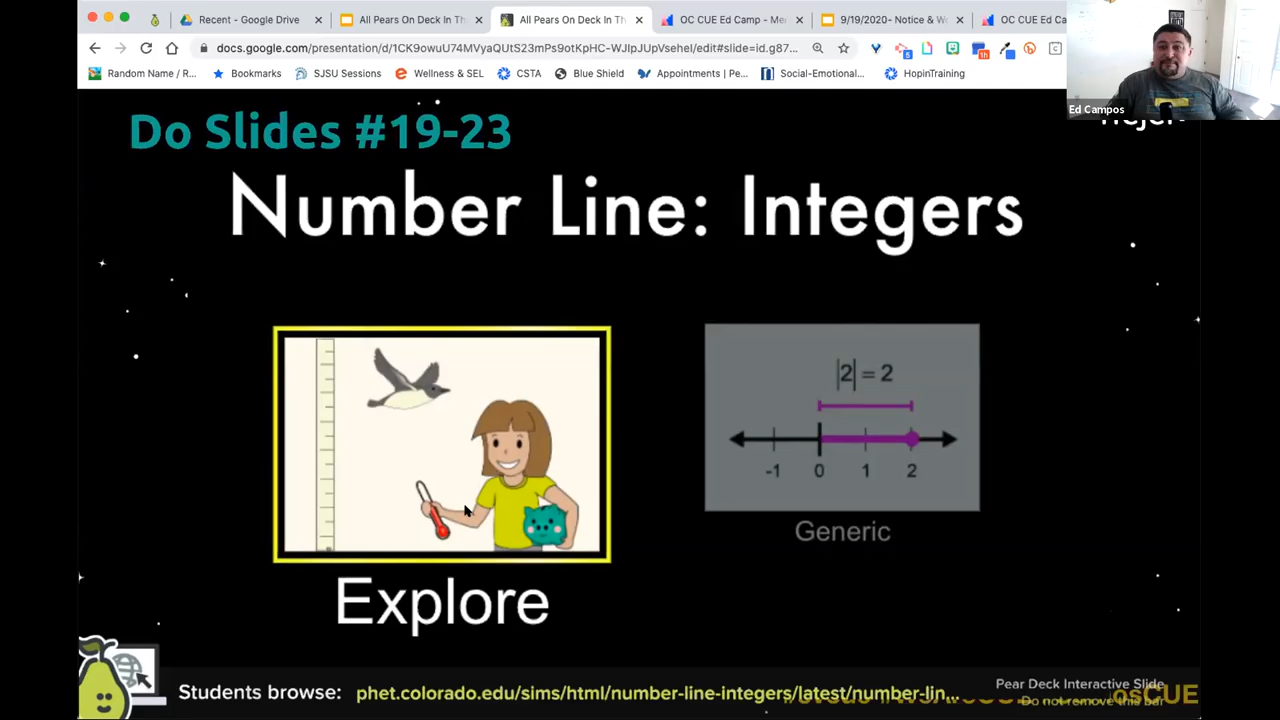 Recent - Google Drive
All Pears On Deck In Th
All Pears On Deck In Th
OC CUE Ed Camp - Me
9/19/2020- Notice & W
OC CUE Ed Ca
docs.google.com/presentation/d/1CK9owuU74MVyaQUtS23mPs9otKpHC-WJIpJUpVsehel/edit#slide=id.g87...
Random Name / R...
Bookmarks
SJSU Sessions
Wellness & SEL
CSTA
Blue Shield
Appointments | Pe...
Social-Emotional...
HopinTraining
Ed Campos
Do Slides #19-23
Number Line: Integers
|2| = 2
-1 0 1 2
Generic
Explore
Students browse: phet.colorado.edu/sims/html/number-line-integers/latest/number-lin...
Pear Deck Interactive Slide
Do not remove this bar
osCUE